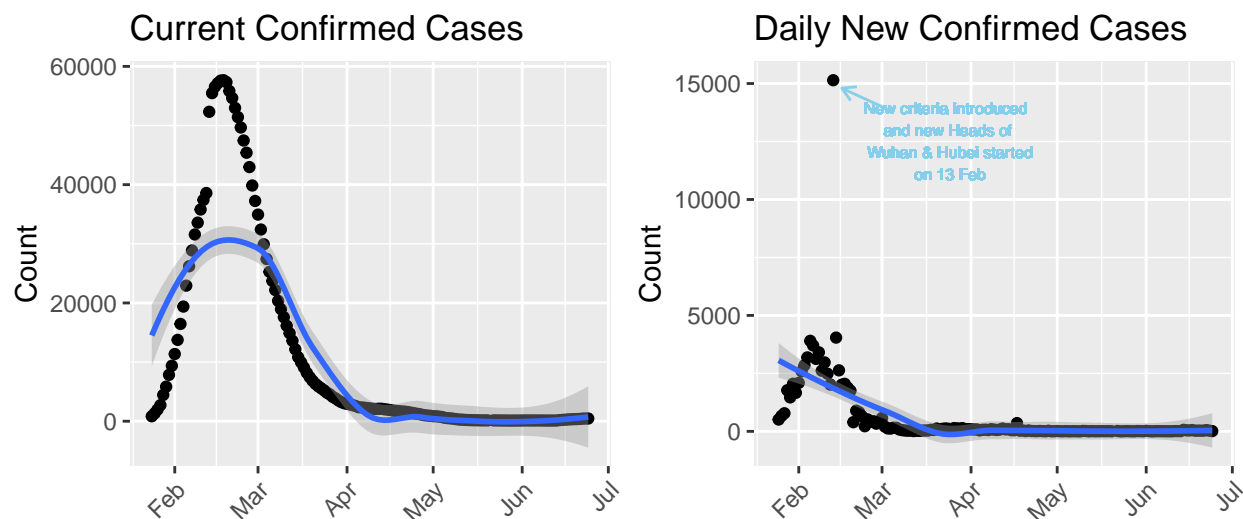 Current Confirmed Cases
60000
40000
20000
0
Count
Feb
Mar
Apr
May
Jun
Jul
Daily New Confirmed Cases
15000
10000
5000
0
Count
New criteria introduced
and new Heads of
Wuhan & Hubei started
on 13 Feb
Feb
Mar
Apr
May
Jun
Jul